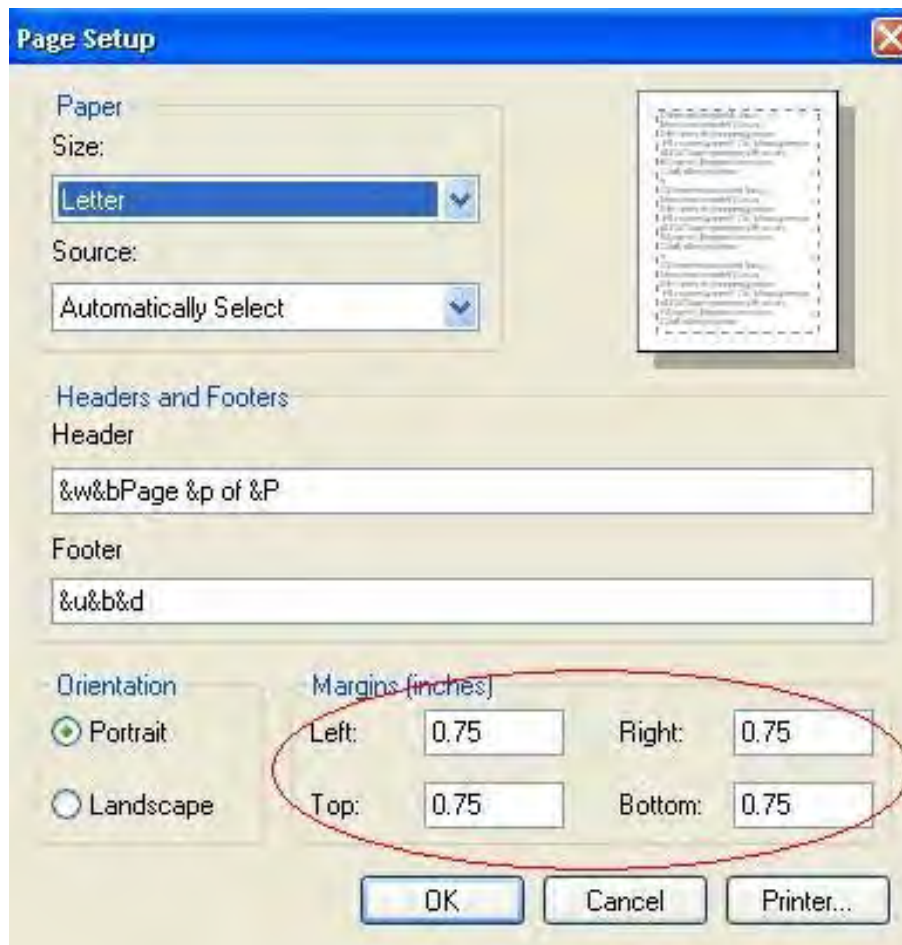 Page Setup
Paper
Size:
Letter
Source:
Automatically Select
Headers and Footers
Header
&w&bPage &p of &P
Footer
&u&b&d
Orientation
Portrait
Landscape
Margins (inches)
Left: 0.75 Right: 0.75
Top: 0.75 Bottom: 0.75
OK Cancel Printer...